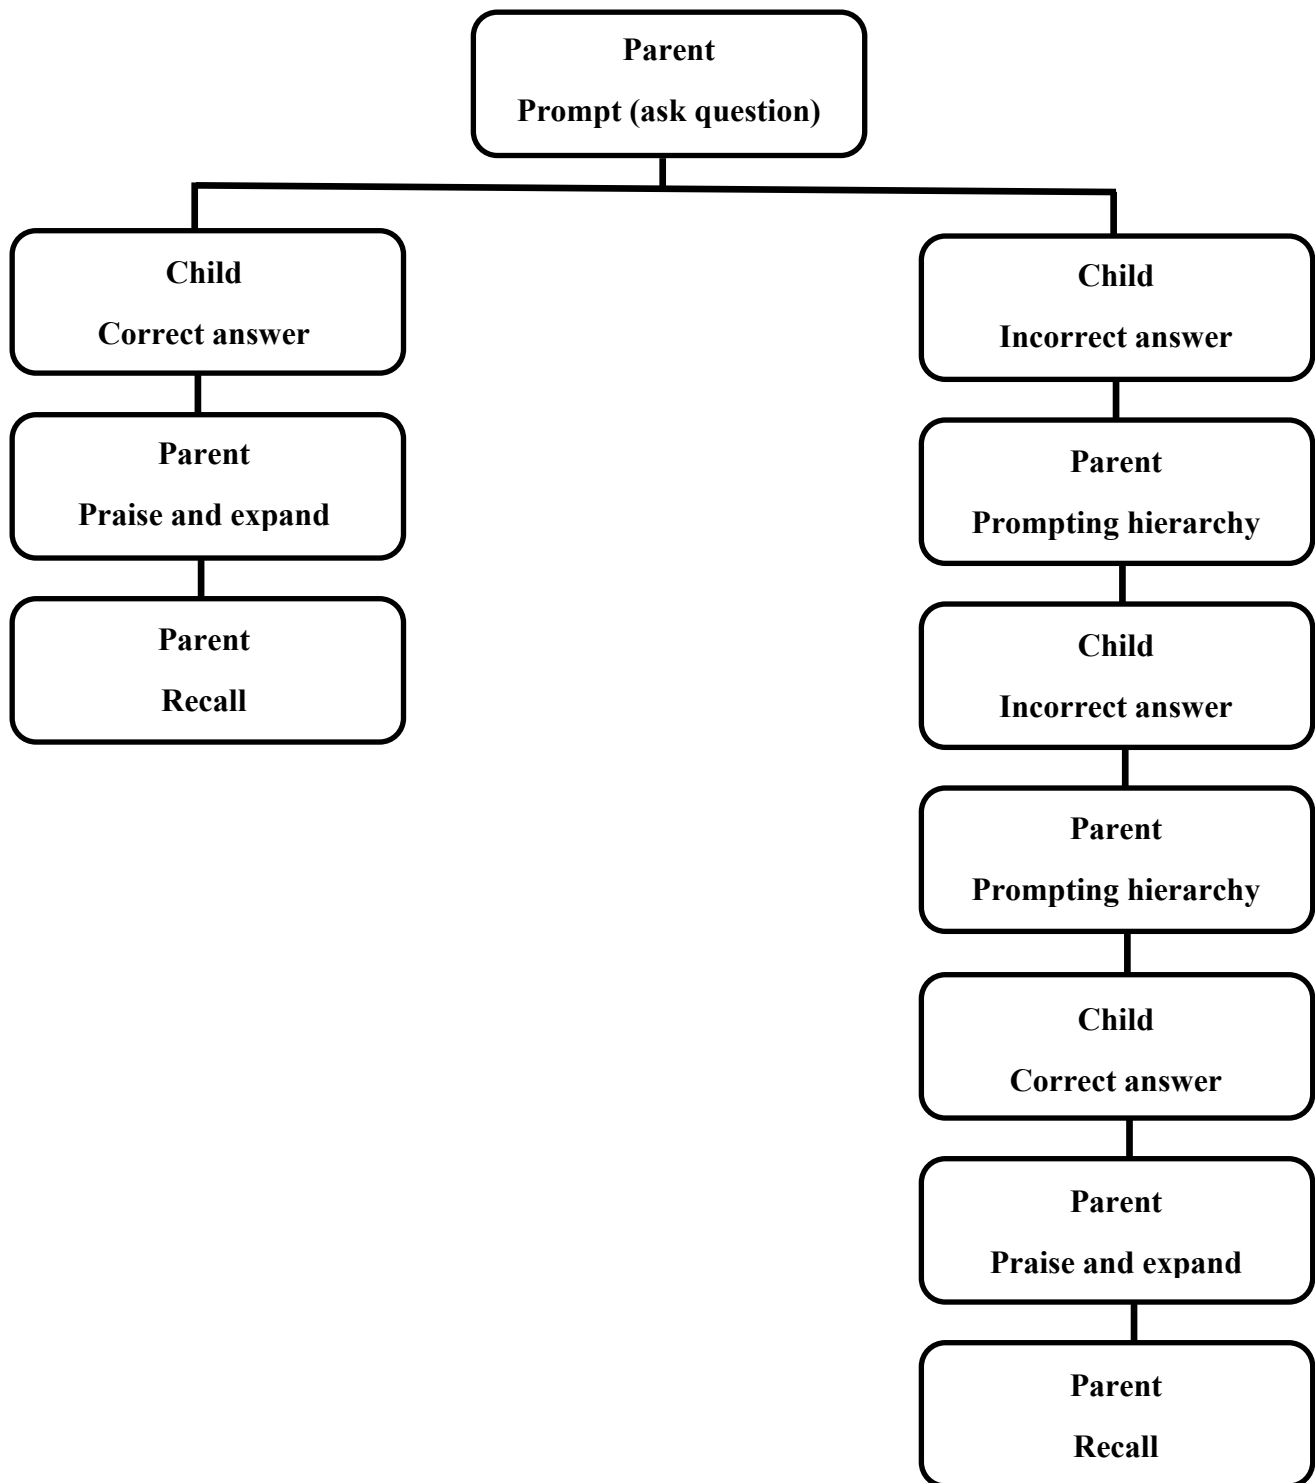 Parent
Prompt (ask question)
Child
Correct answer
Parent
Praise and expand
Parent
Recall
Child
Incorrect answer
Parent
Prompting hierarchy
Child
Incorrect answer
Parent
Prompting hierarchy
Child
Correct answer
Parent
Praise and expand
Parent
Recall